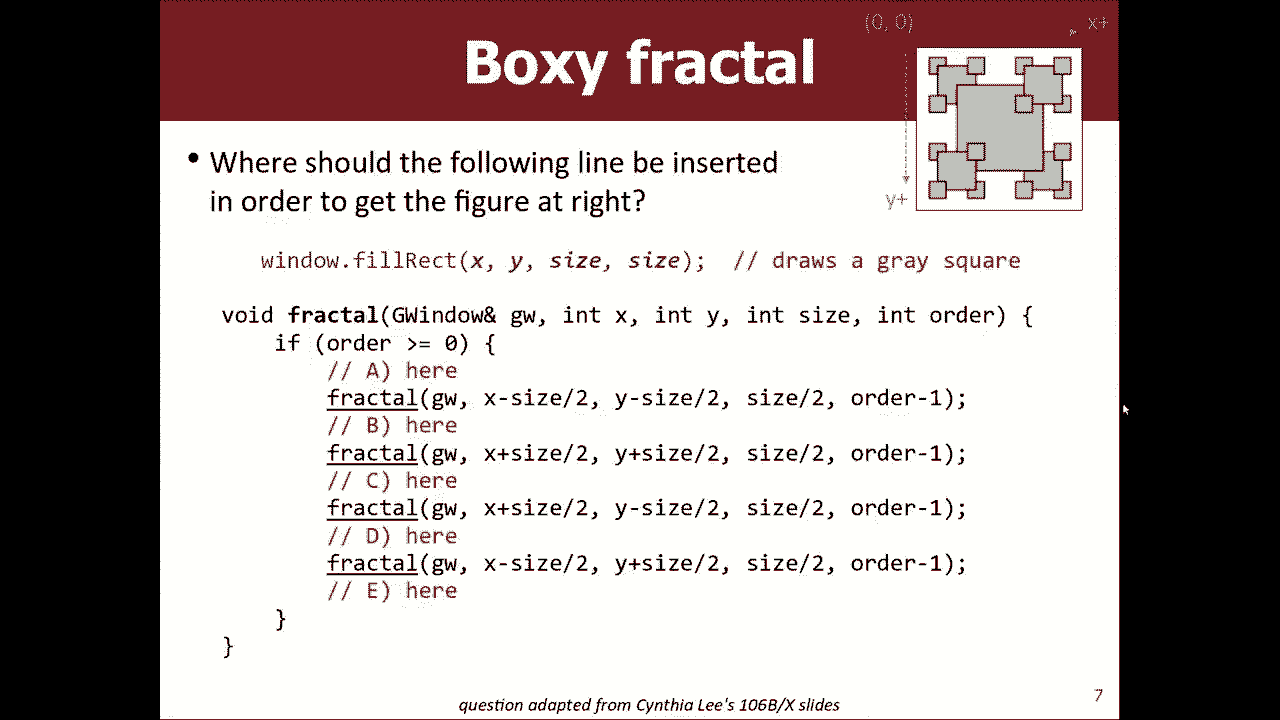 Boxy fractal
(0, 0)
x+
y+
• Where should the following line be inserted
in order to get the figure at right?
window.fillRect(x, y, size, size);  // draws a gray square
void fractal(GWindow& gw, int x, int y, int size, int order) {
    if (order >= 0) {
        // A) here
        fractal(gw, x-size/2, y-size/2, size/2, order-1);
        // B) here
        fractal(gw, x+size/2, y+size/2, size/2, order-1);
        // C) here
        fractal(gw, x+size/2, y-size/2, size/2, order-1);
        // D) here
        fractal(gw, x-size/2, y+size/2, size/2, order-1);
        // E) here
    }
}
question adapted from Cynthia Lee's 106B/X slides
7